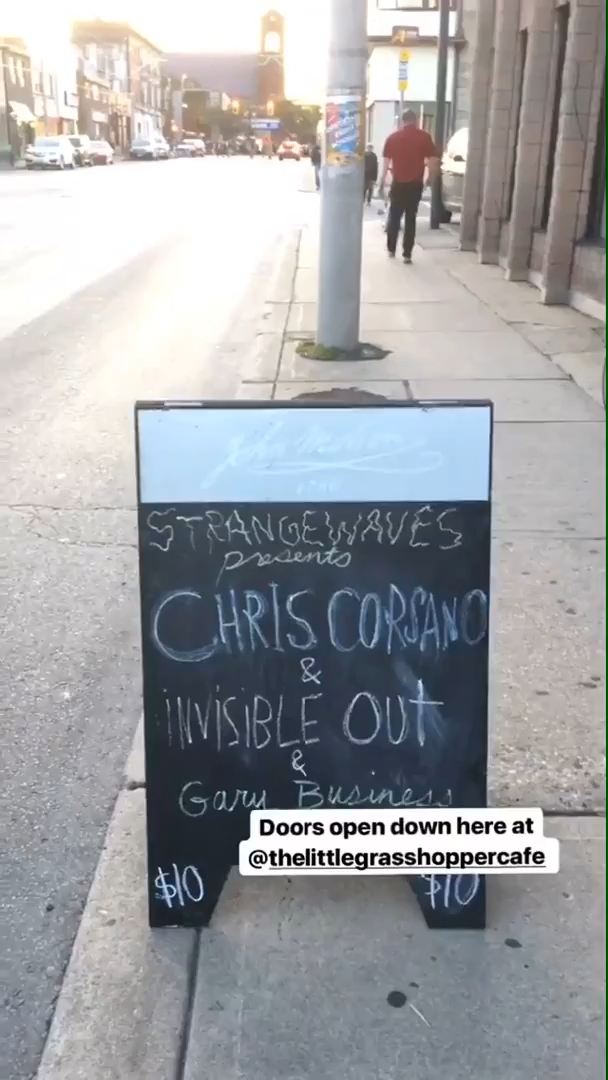 STRANGEWAVES
presents
CHRIS CORSANO
&
INVISIBLE OUT
&
Gary Business
Doors open down here at
@thelittlegrasshoppercafe
$10 $10